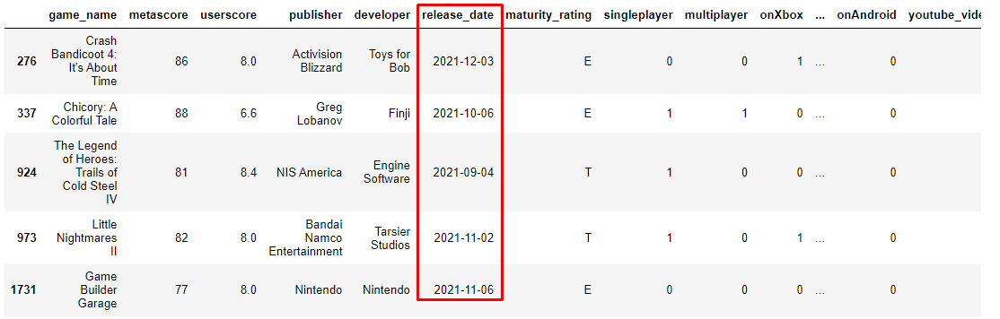 game_name metascore userscore publisher developer release_date maturity_rating singleplayer multiplayer onXbox ... onAndroid youtube_vide
276 Crash Bandicoot 4: It's About Time 86 8.0 Activision Blizzard Toys for Bob 2021-12-03 E 0 0 1 ... 0
337 Chicory: A Colorful Tale 88 6.6 Greg Lobanov Finji 2021-10-06 E 1 1 0 ... 0
924 The Legend of Heroes: Trails of Cold Steel IV 81 8.4 NIS America Engine Software 2021-09-04 T 1 0 0 ... 0
973 Little Nightmares II 82 8.0 Bandai Namco Entertainment Tarsier Studios 2021-11-02 T 1 0 1 ... 0
1731 Game Builder Garage 77 8.0 Nintendo Nintendo 2021-11-06 E 0 0 0 ... 0